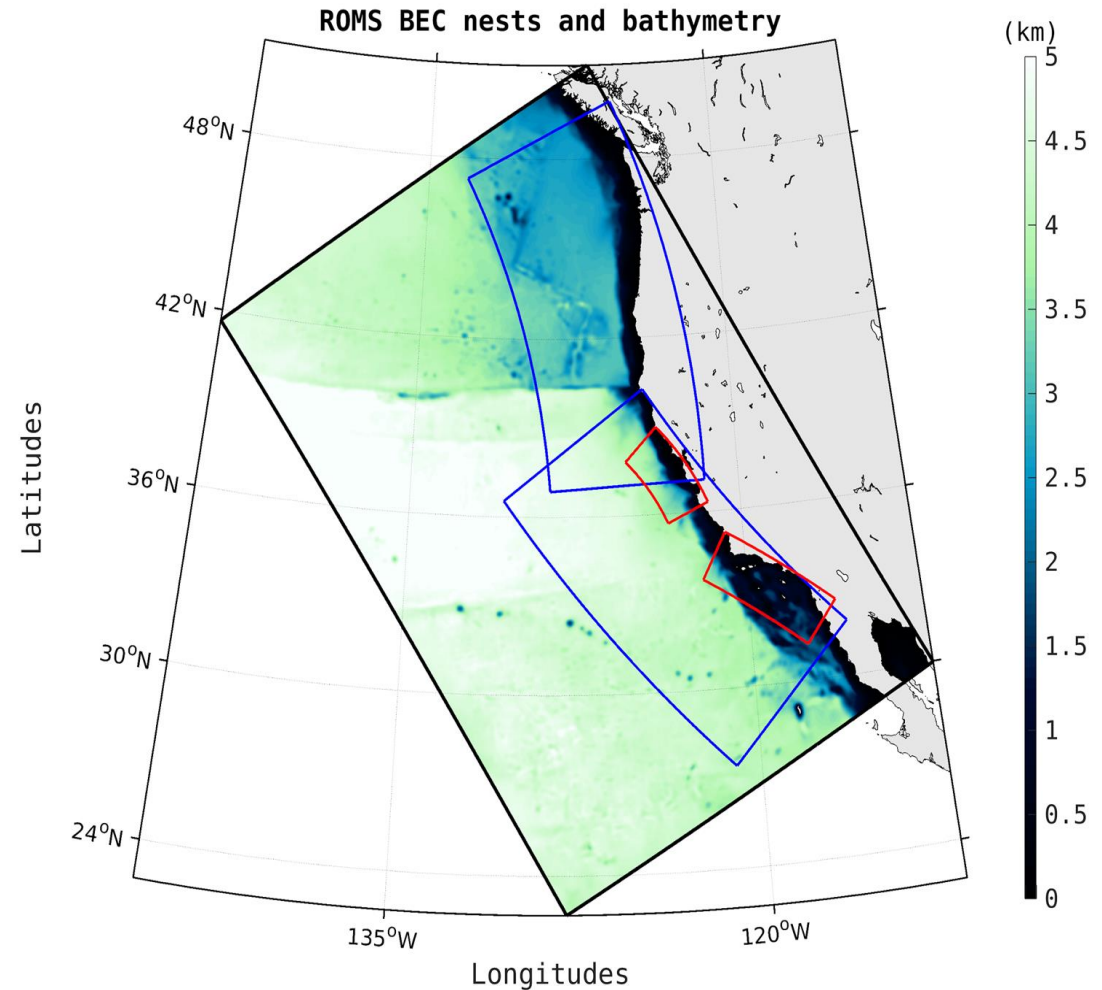 ROMS BEC nests and bathymetry
(km)
5
4.5
4
3.5
3
2.5
2
1.5
1
0.5
0
48°N
42°N
36°N
30°N
24°N
Latitudes
135°W
120°W
Longitudes